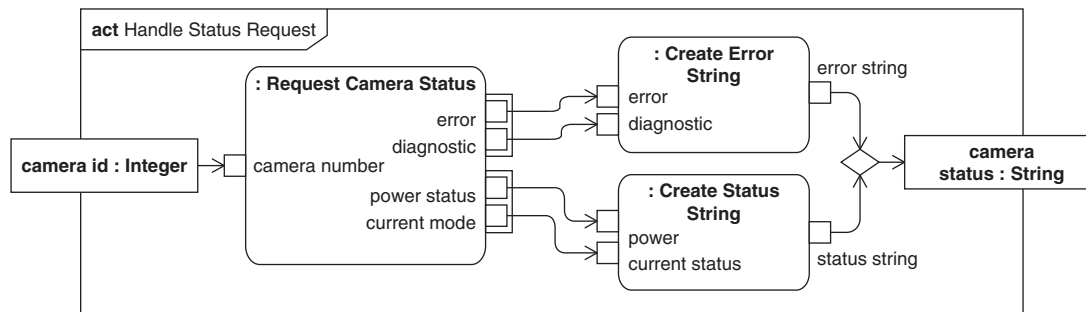 act Handle Status Request
camera id : Integer
: Request Camera Status
error
diagnostic
camera number
power status
current mode
: Create Error
String
error
diagnostic
error string
: Create Status
String
power
current status
status string
camera
status : String